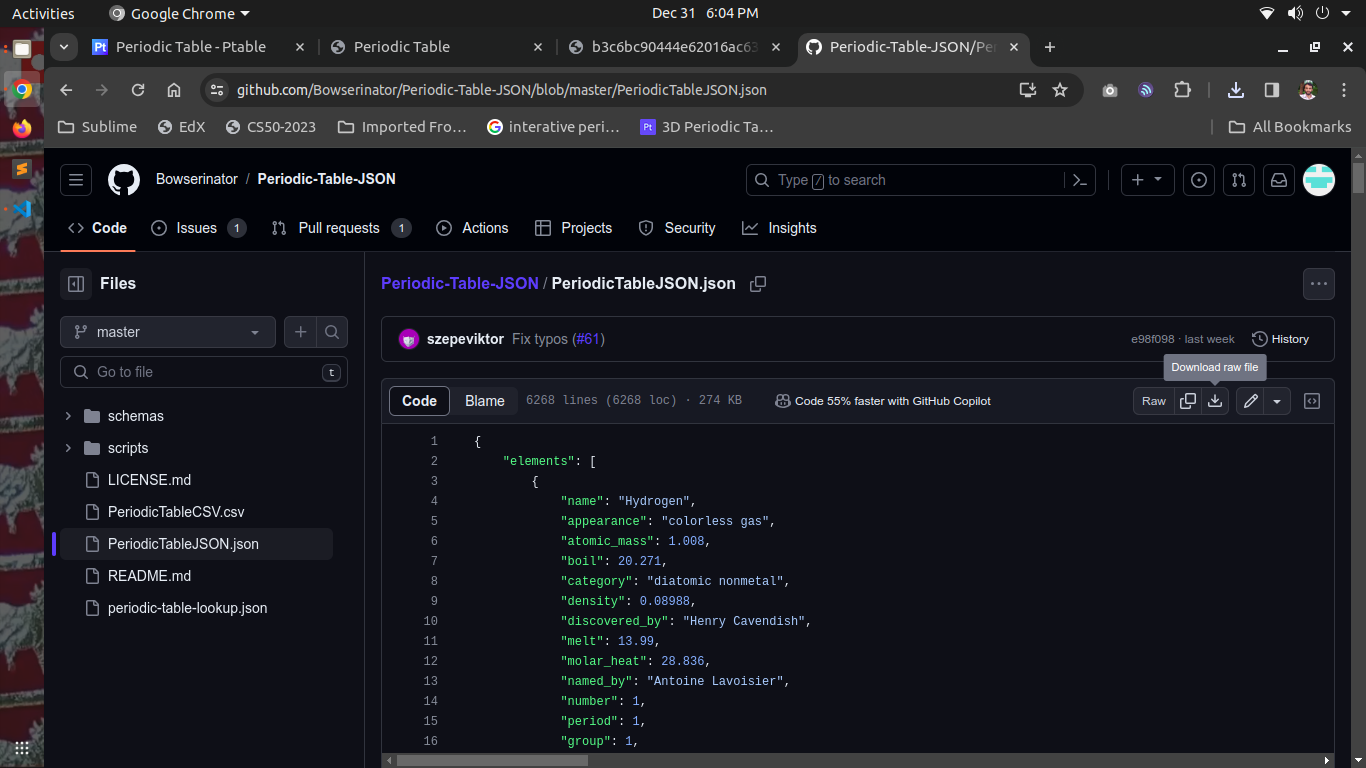 Activities Google Chrome Dec 31 6:04 PM
Periodic Table - Ptable Periodic Table b3c6bc90444e62016ac63 Periodic-Table-JSON/Pe
github.com/Bowserinator/Periodic-Table-JSON/blob/master/PeriodicTableJSON.json
Sublime EdX CS50-2023 Imported Fro… interative peri… Pt 3D Periodic Ta… All Bookmarks
Bowserinator / Periodic-Table-JSON Type / to search
Code Issues 1 Pull requests 1 Actions Projects Security Insights
Files
master
Go to file t
schemas
scripts
LICENSE.md
PeriodicTableCSV.csv
PeriodicTableJSON.json
README.md
periodic-table-lookup.json
Periodic-Table-JSON / PeriodicTableJSON.json
szepeviktor Fix typos (#61) e98f098 · last week History
Download raw file
Code Blame 6268 lines (6268 loc) · 274 KB Code 55% faster with GitHub Copilot Raw
1 {
2 "elements": [
3 {
4 "name": "Hydrogen",
5 "appearance": "colorless gas",
6 "atomic_mass": 1.008,
7 "boil": 20.271,
8 "category": "diatomic nonmetal",
9 "density": 0.08988,
10 "discovered_by": "Henry Cavendish",
11 "melt": 13.99,
12 "molar_heat": 28.836,
13 "named_by": "Antoine Lavoisier",
14 "number": 1,
15 "period": 1,
16 "group": 1,